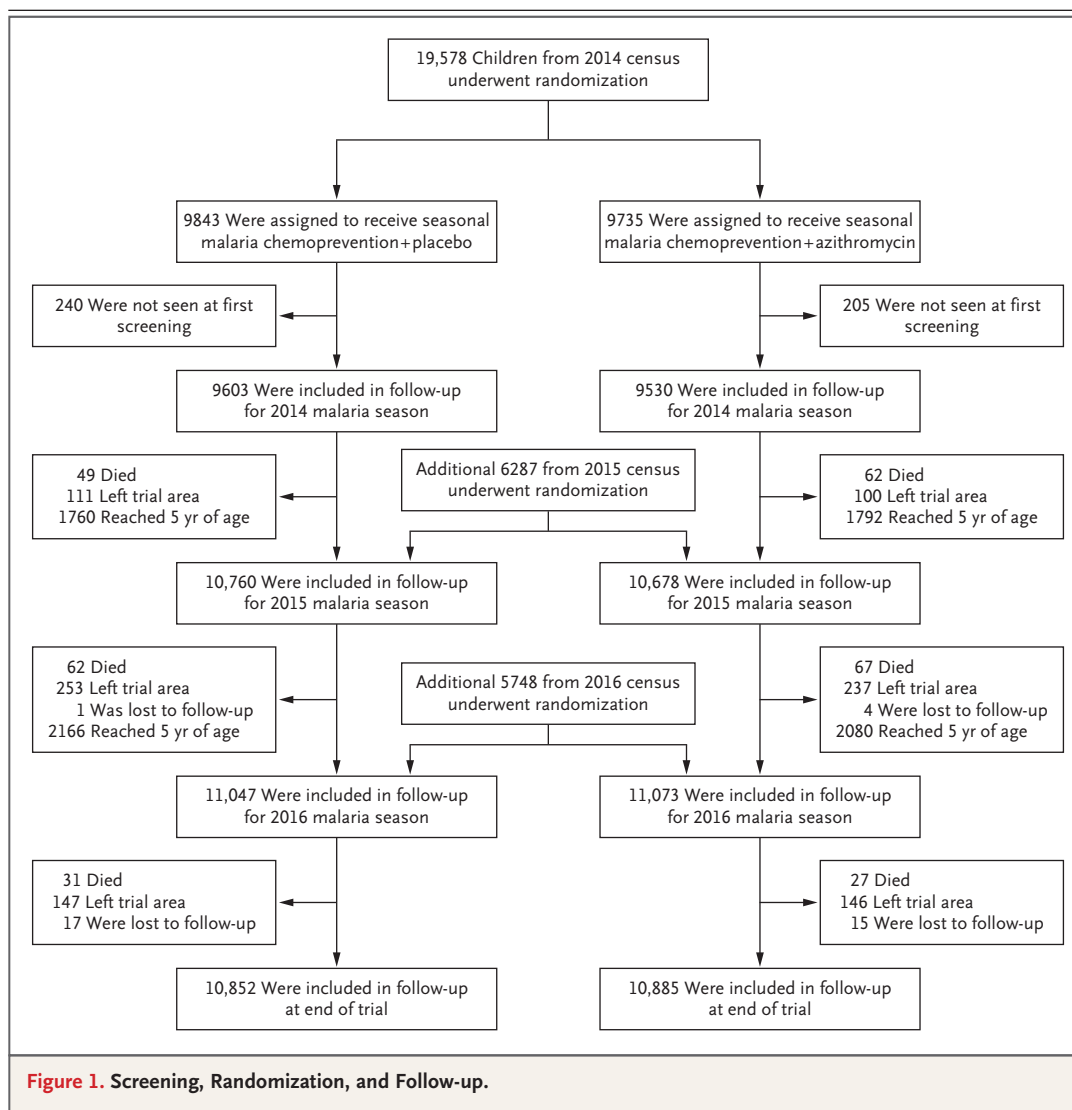 19,578 Children from 2014 census
underwent randomization
9843 Were assigned to receive seasonal
malaria chemoprevention+placebo
9735 Were assigned to receive seasonal
malaria chemoprevention+azithromycin
240 Were not seen at first
screening
205 Were not seen at first
screening
9603 Were included in follow-up
for 2014 malaria season
9530 Were included in follow-up
for 2014 malaria season
49 Died
111 Left trial area
1760 Reached 5 yr of age
Additional 6287 from 2015 census
underwent randomization
62 Died
100 Left trial area
1792 Reached 5 yr of age
10,760 Were included in follow-up
for 2015 malaria season
10,678 Were included in follow-up
for 2015 malaria season
62 Died
253 Left trial area
1 Was lost to follow-up
2166 Reached 5 yr of age
Additional 5748 from 2016 census
underwent randomization
67 Died
237 Left trial area
4 Were lost to follow-up
2080 Reached 5 yr of age
11,047 Were included in follow-up
for 2016 malaria season
11,073 Were included in follow-up
for 2016 malaria season
31 Died
147 Left trial area
17 Were lost to follow-up
27 Died
146 Left trial area
15 Were lost to follow-up
10,852 Were included in follow-up
at end of trial
10,885 Were included in follow-up
at end of trial
Figure 1. Screening, Randomization, and Follow-up.